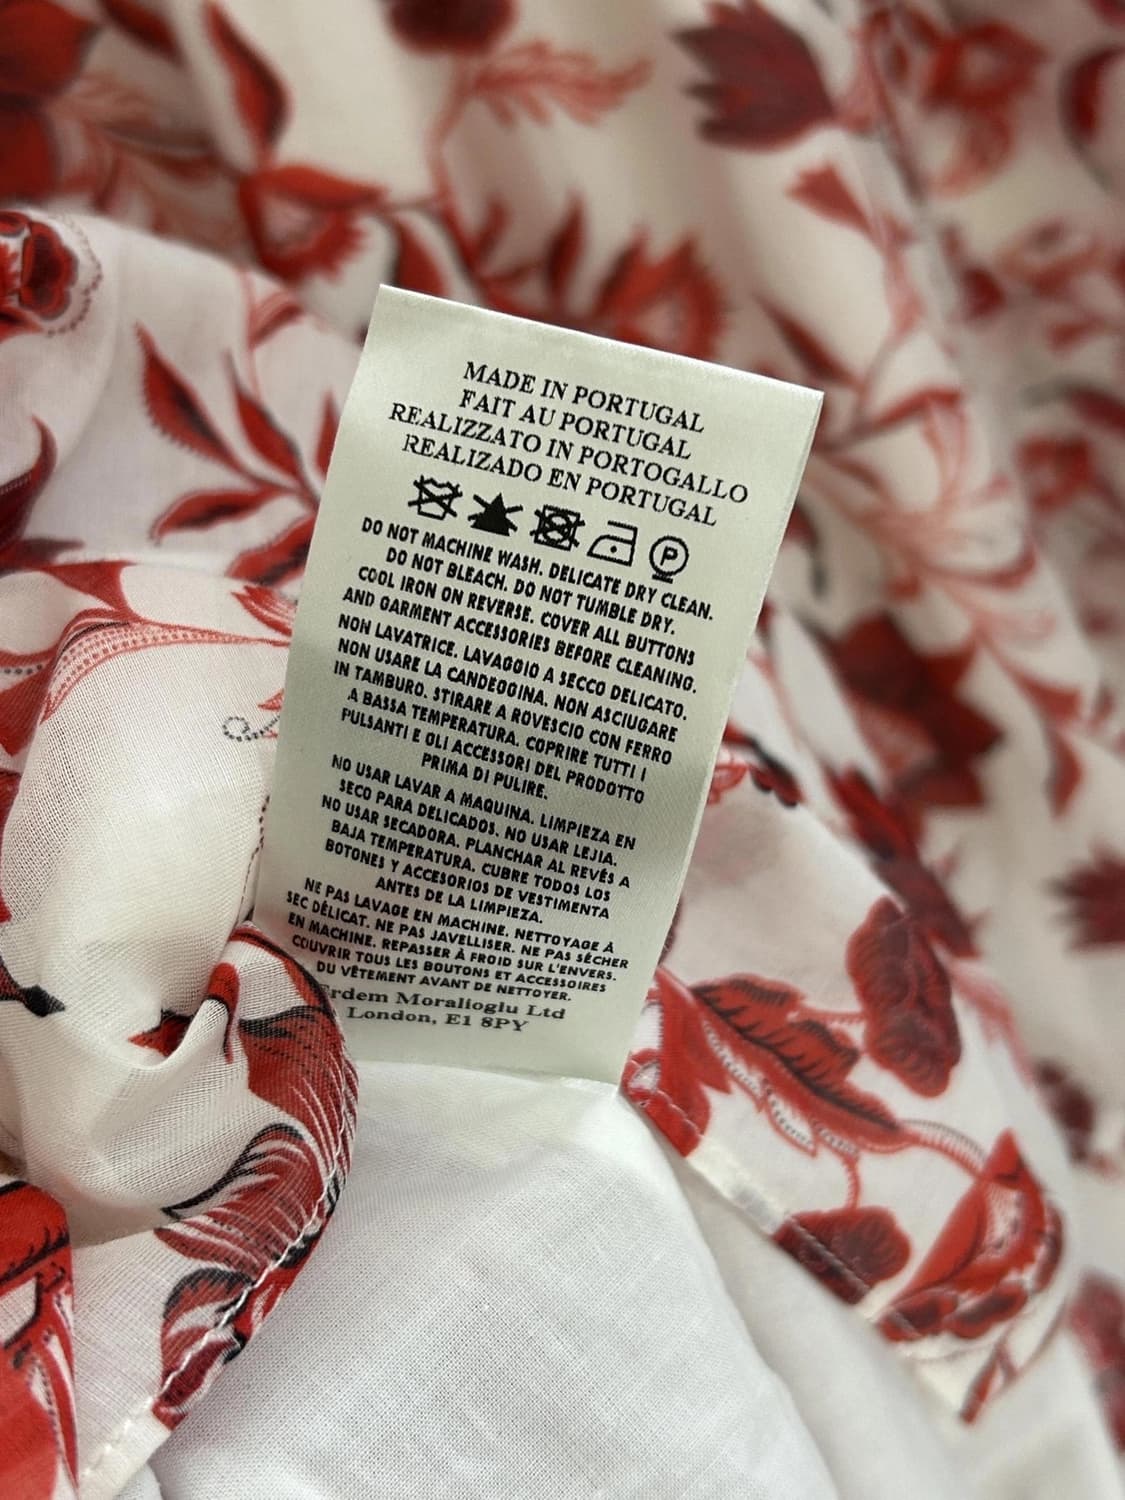 MADE IN PORTUGAL
FAIT AU PORTUGAL
REALIZZATO IN PORTOGALLO
REALIZADO EN PORTUGAL
P
DO NOT MACHINE WASH. DELICATE DRY CLEAN.
DO NOT BLEACH. DO NOT TUMBLE DRY.
COOL IRON ON REVERSE. COVER ALL BUTTONS
AND GARMENT ACCESSORIES BEFORE CLEANING.
NON LAVATRICE. LAVAGGIO A SECCO DELICATO.
NON USARE LA CANDEGGINA. NON ASCIUGARE
IN TAMBURO. STIRARE A ROVESCIO CON FERRO
A BASSA TEMPERATURA. COPRIRE TUTTI I
PULSANTI E GLI ACCESSORI DEL PRODOTTO
PRIMA DI PULIRE.
NO USAR LAVAR A MAQUINA. LIMPIEZA EN
SECO PARA DELICADOS. NO USAR LEJIA.
NO USAR SECADORA. PLANCHAR AL REVÉS A
BAJA TEMPERATURA. CUBRE TODOS LOS
BOTONES Y ACCESORIOS DE VESTIMENTA
ANTES DE LA LIMPIEZA.
NE PAS LAVAGE EN MACHINE. NETTOYAGE À
SEC DÉLICAT. NE PAS JAVELLISER. NE PAS SÉCHER
EN MACHINE. REPASSER À FROID SUR L'ENVERS.
COUVRIR TOUS LES BOUTONS ET ACCESSOIRES
DU VÊTEMENT AVANT DE NETTOYER.
Erdem Moralioglu Ltd
London, E1 8PY